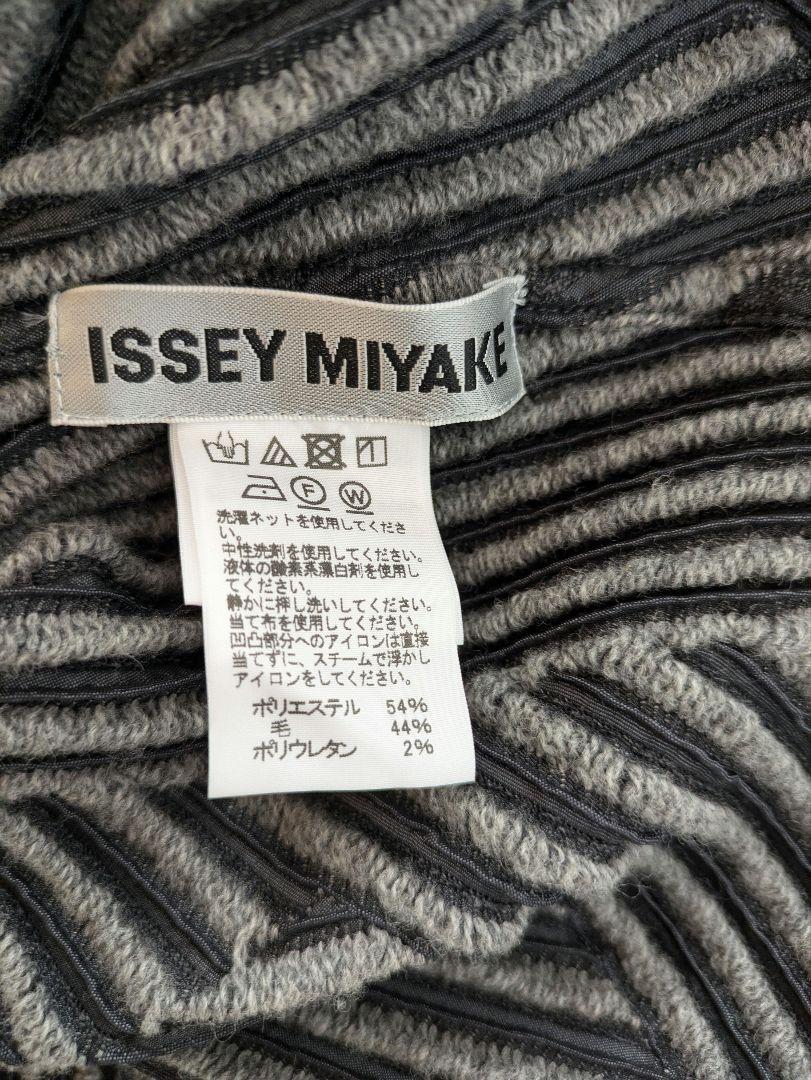 ISSEY MIYAKE
F W
洗濯ネットを使用してくださ
い。
中性洗剤を使用してください。
液体の酸素系漂白剤を使用し
てください。
静かに押し洗いしてください。
当て布を使用してください。
凹凸部分へのアイロンは直接
当てずに、スチームで浮かし
アイロンをしてください。
ポリエステル 54%
毛 44%
ポリウレタン 2%